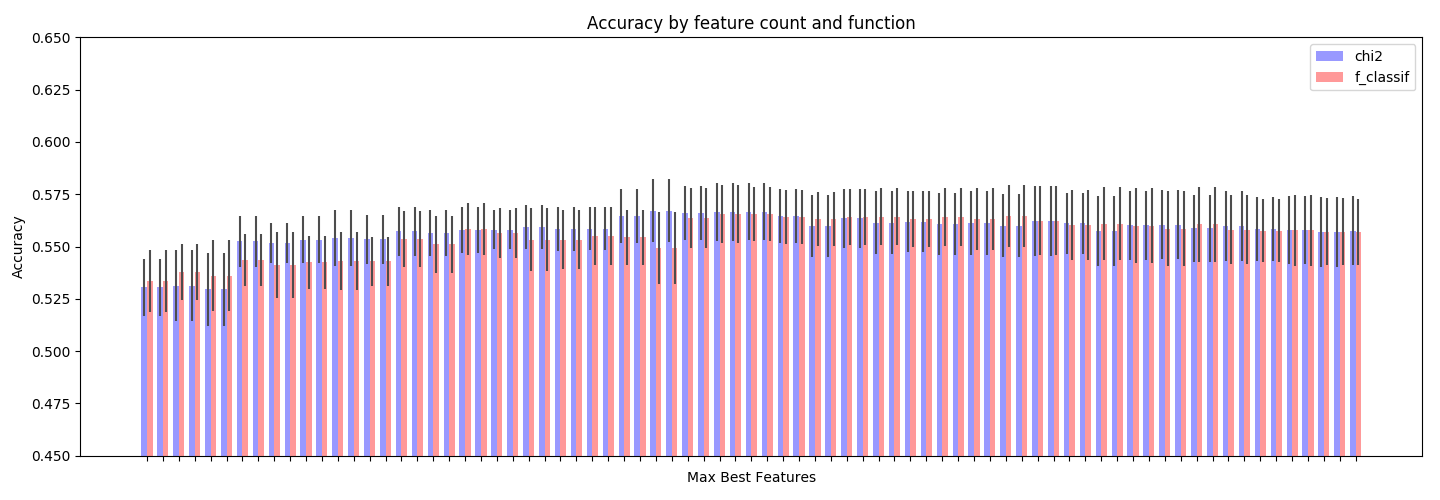 Accuracy by feature count and function
0.650
0.625
0.600
0.575
0.550
0.525
0.500
0.475
0.450
Accuracy
chi2
f_classif
Max Best Features